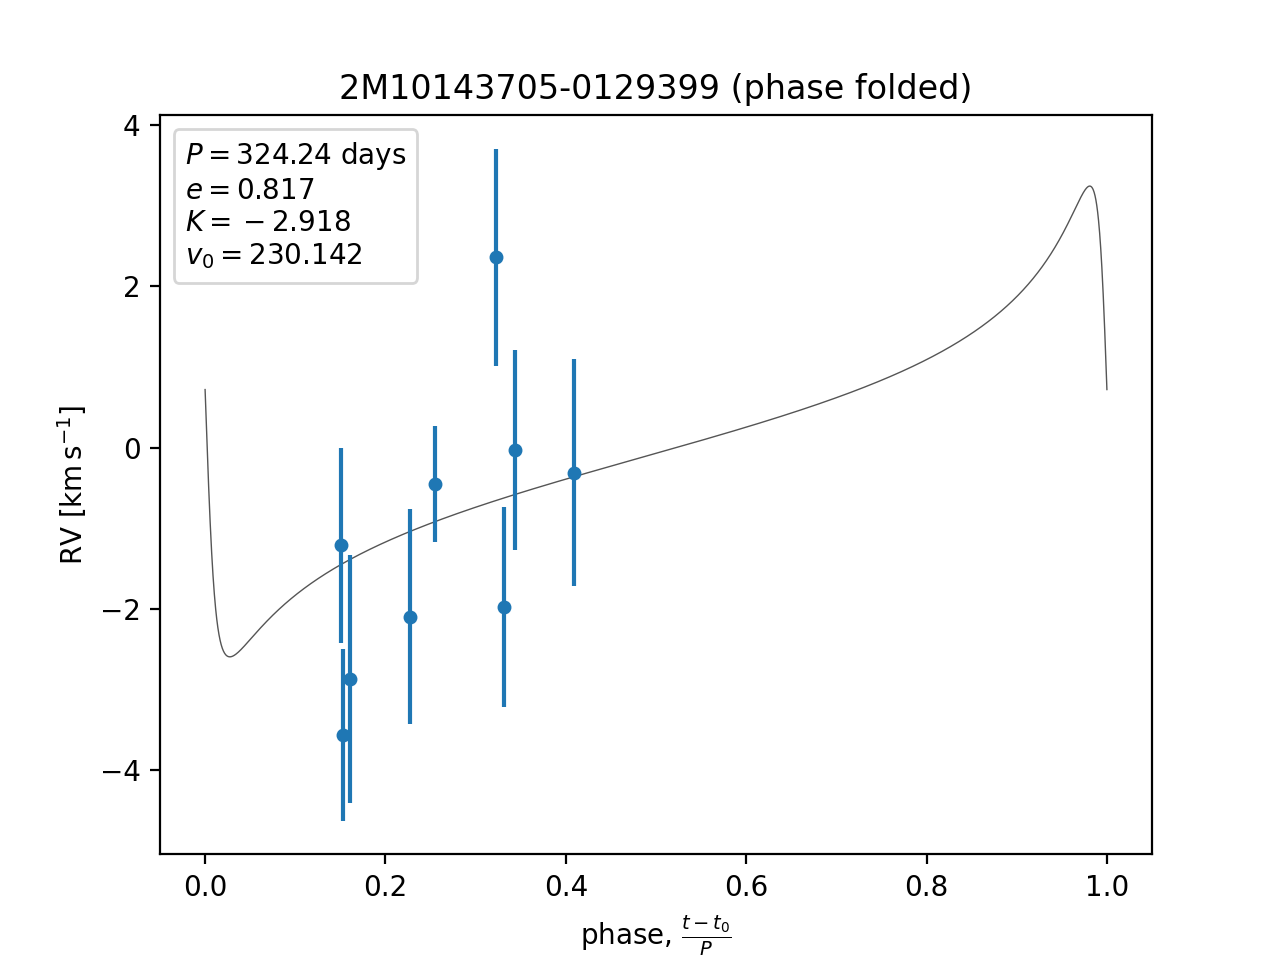 2M10143705-0129399 (phase folded)
P = 324.24 days
e = 0.817
K = −2.918
v₀ = 230.142
4
2
0
−2
−4
RV [km s⁻¹]
0.0 0.2 0.4 0.6 0.8 1.0
phase, (t − t₀)/P